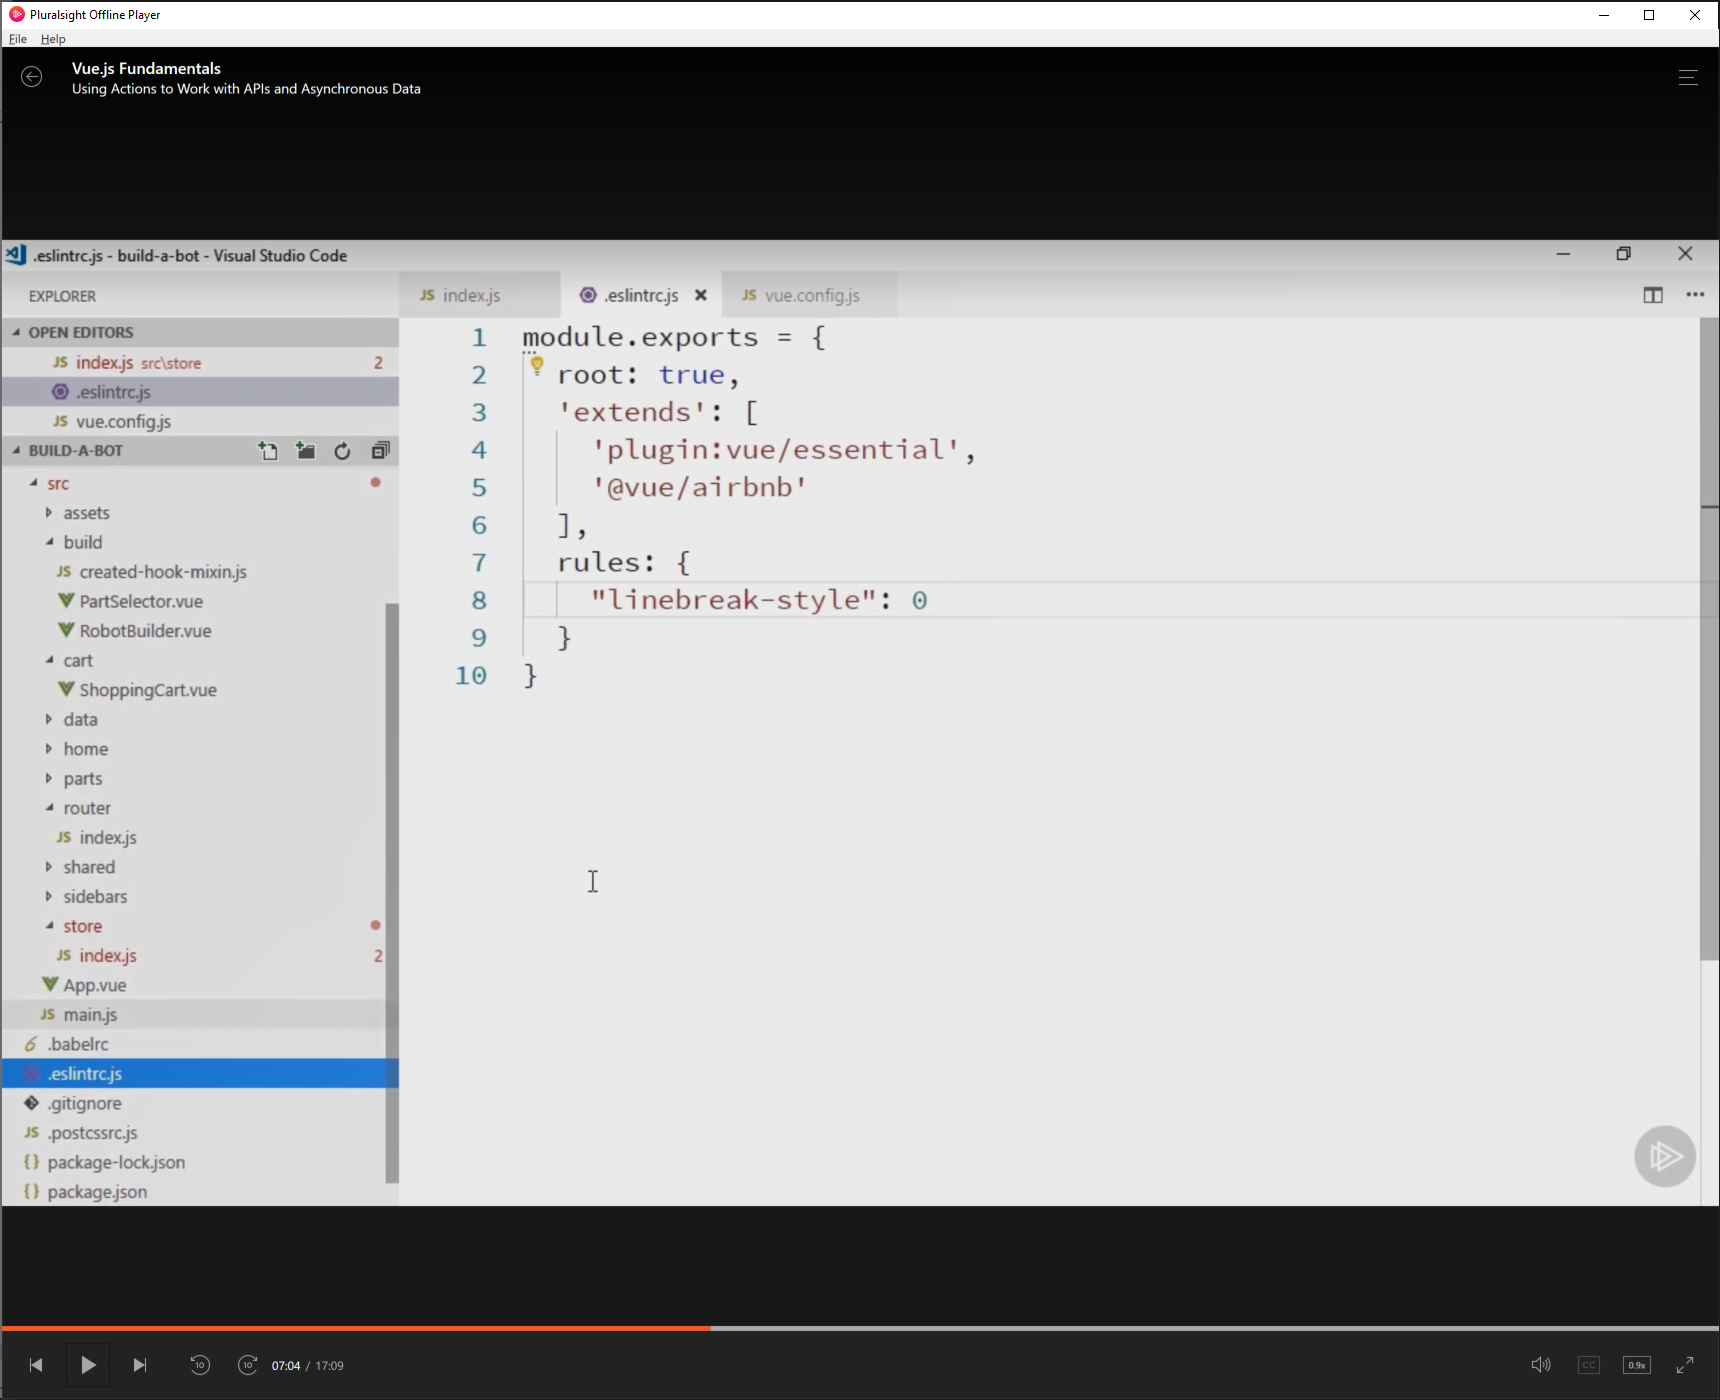 Pluralsight Offline Player
File Help
Vue.js Fundamentals
Using Actions to Work with APIs and Asynchronous Data
.eslintrc.js - build-a-bot - Visual Studio Code
EXPLORER
OPEN EDITORS
JS index.js src\store 2
.eslintrc.js
JS vue.config.js
BUILD-A-BOT
src
assets
build
JS created-hook-mixin.js
PartSelector.vue
RobotBuilder.vue
cart
ShoppingCart.vue
data
home
parts
router
JS index.js
shared
sidebars
store
JS index.js 2
App.vue
JS main.js
.babelrc
.eslintrc.js
.gitignore
JS .postcssrc.js
{} package-lock.json
{} package.json
JS index.js .eslintrc.js JS vue.config.js
1 module.exports = {
2 root: true,
3 'extends': [
4 'plugin:vue/essential',
5 '@vue/airbnb'
6 ],
7 rules: {
8 "linebreak-style": 0
9 }
10 }
10 10 07:04 / 17:09 CC 0.9x